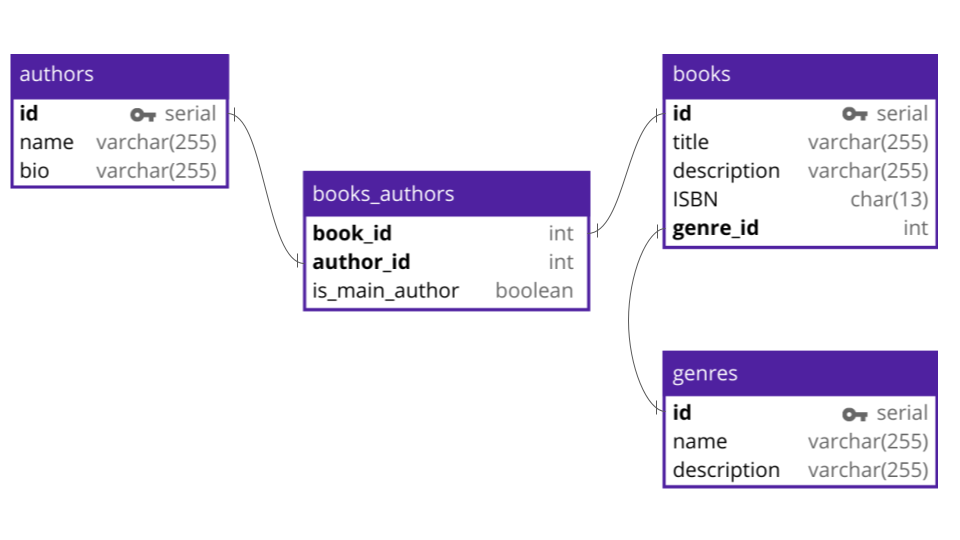 authors
id serial
name varchar(255)
bio varchar(255)
books_authors
book_id int
author_id int
is_main_author boolean
books
id serial
title varchar(255)
description varchar(255)
ISBN char(13)
genre_id int
genres
id serial
name varchar(255)
description varchar(255)